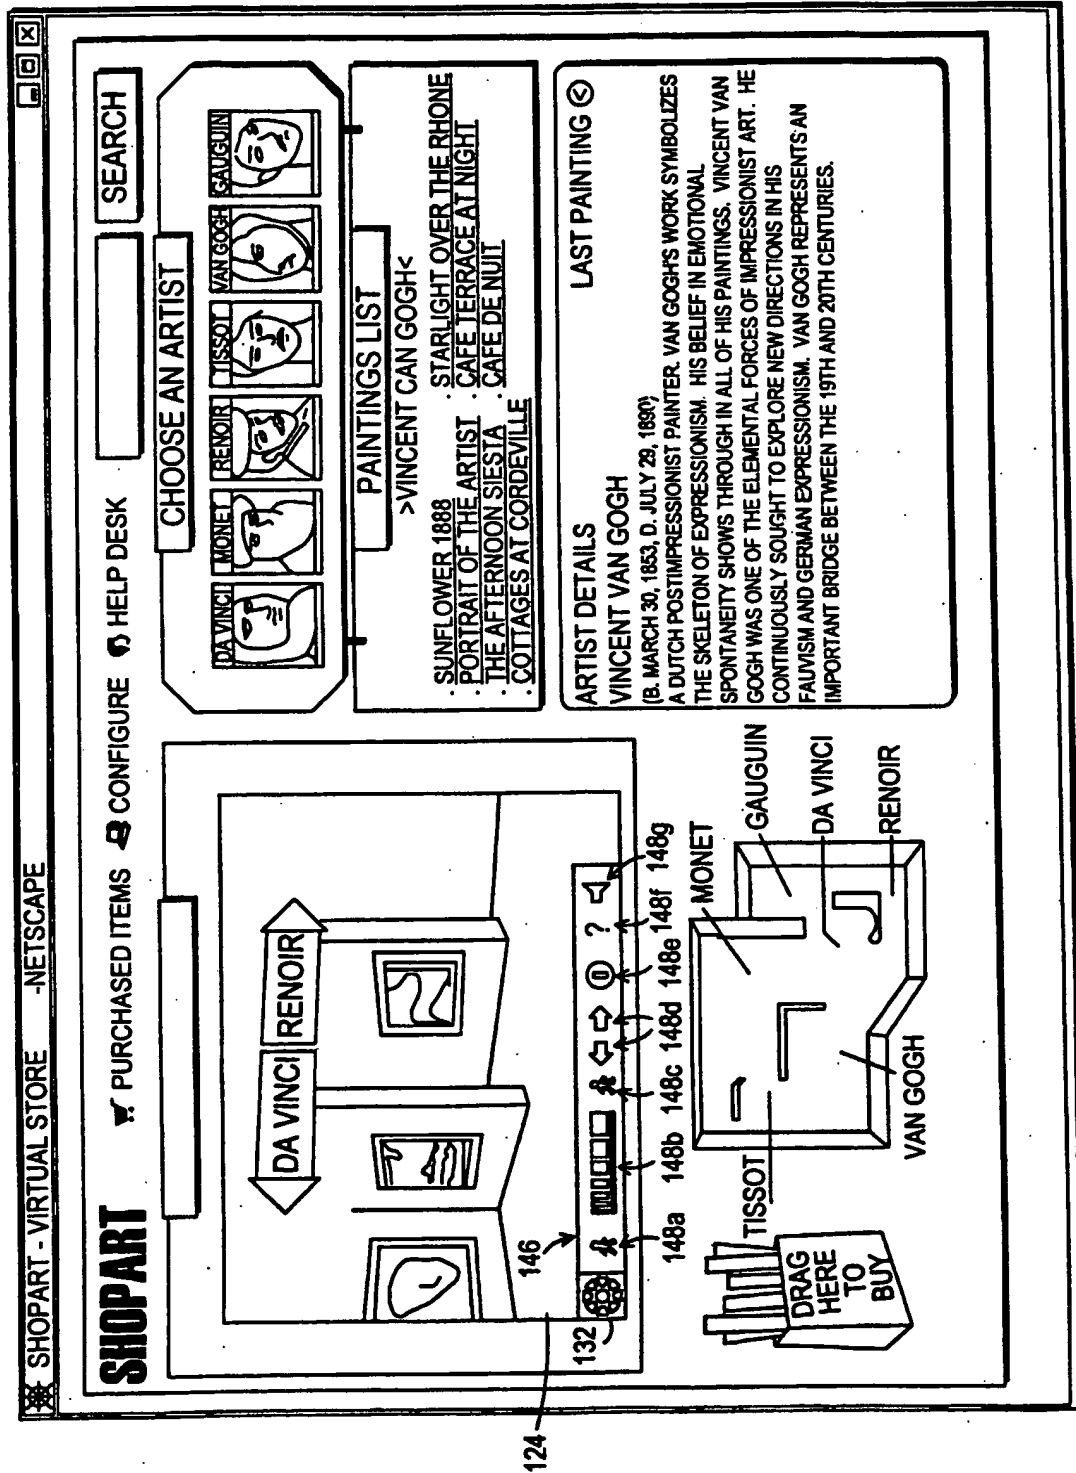 SHOPART - VIRTUAL STORE -NETSCAPE
SHOPART
PURCHASED ITEMS
CONFIGURE
HELP DESK
SEARCH
DA VINCI
RENOIR
146
124
132
148a
148b
148c
148d
148e
?
148f
148g
CHOOSE AN ARTIST
DA VINCI
MONET
RENOIR
TISSOT
VAN GOGH
GAUGUIN
PAINTINGS LIST
>VINCENT CAN GOGH<
. SUNFLOWER 1888
. PORTRAIT OF THE ARTIST
. THE AFTERNOON SIESTA
. COTTAGES AT CORDEVILLE
. STARLIGHT OVER THE RHONE
. CAFE TERRACE AT NIGHT
. CAFE DE NUIT
ARTIST DETAILS
LAST PAINTING <
VINCENT VAN GOGH
(B. MARCH 30, 1853, D. JULY 29, 1890)
A DUTCH POSTIMPRESSIONIST PAINTER. VAN GOGH'S WORK SYMBOLIZES
THE SKELETON OF EXPRESSIONISM. HIS BELIEF IN EMOTIONAL
SPONTANEITY SHOWS THROUGH IN ALL OF HIS PAINTINGS. VINCENT VAN
GOGH WAS ONE OF THE ELEMENTAL FORCES OF IMPRESSIONIST ART. HE
CONTINUOUSLY SOUGHT TO EXPLORE NEW DIRECTIONS IN HIS
FAUVISM AND GERMAN EXPRESSIONISM. VAN GOGH REPRESENTS AN
IMPORTANT BRIDGE BETWEEN THE 19TH AND 20TH CENTURIES.
DRAG
HERE
TO
BUY
TISSOT
MONET
GAUGUIN
DA VINCI
RENOIR
VAN GOGH